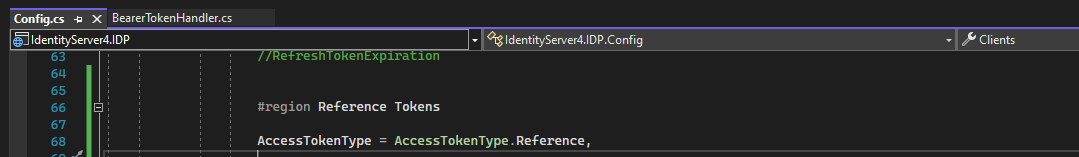 Config.cs
BearerTokenHandler.cs
IdentityServer4.IDP
IdentityServer4.IDP.Config
Clients
63 //RefreshTokenExpiration
64
65
66 #region Reference Tokens
67
68 AccessTokenType = AccessTokenType.Reference,